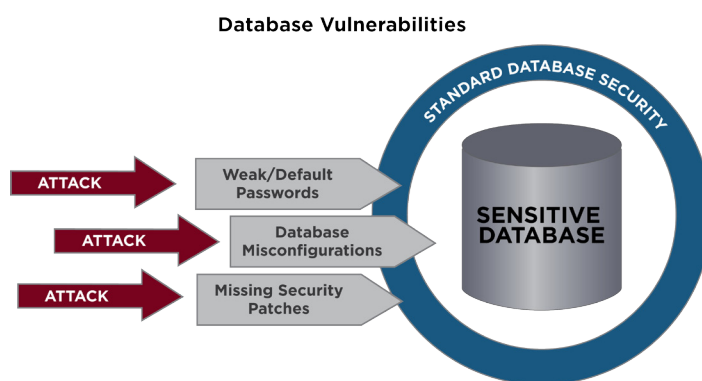 Database Vulnerabilities
STANDARD DATABASE SECURITY
ATTACK
Weak/Default
Passwords
ATTACK
Database
Misconfigurations
ATTACK
Missing Security
Patches
SENSITIVE
DATABASE